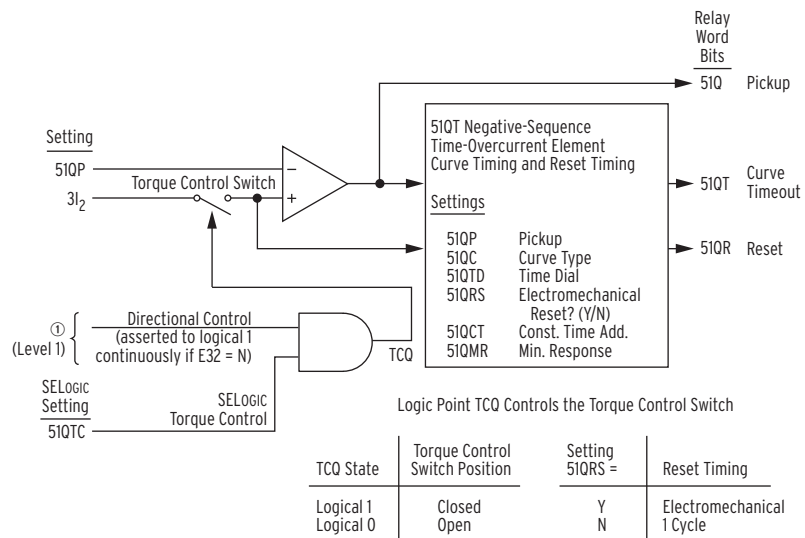 Relay
Word
Bits
51Q Pickup
51QT Negative-Sequence
Time-Overcurrent Element
Curve Timing and Reset Timing
Setting
51QP
Torque Control Switch
3I₂
−
+
51QT Curve
Timeout
Settings
51QP Pickup
51QC Curve Type
51QTD Time Dial
51QRS Electromechanical
Reset? (Y/N)
51QCT Const. Time Add.
51QMR Min. Response
51QR Reset
①
(Level 1)
Directional Control
(asserted to logical 1
continuously if E32 = N)
TCQ
SELOGIC
Setting
51QTC
SELOGIC
Torque Control
Logic Point TCQ Controls the Torque Control Switch
TCQ State
Torque Control
Switch Position
Setting
51QRS =
Reset Timing
Logical 1 Closed Y Electromechanical
Logical 0 Open N 1 Cycle